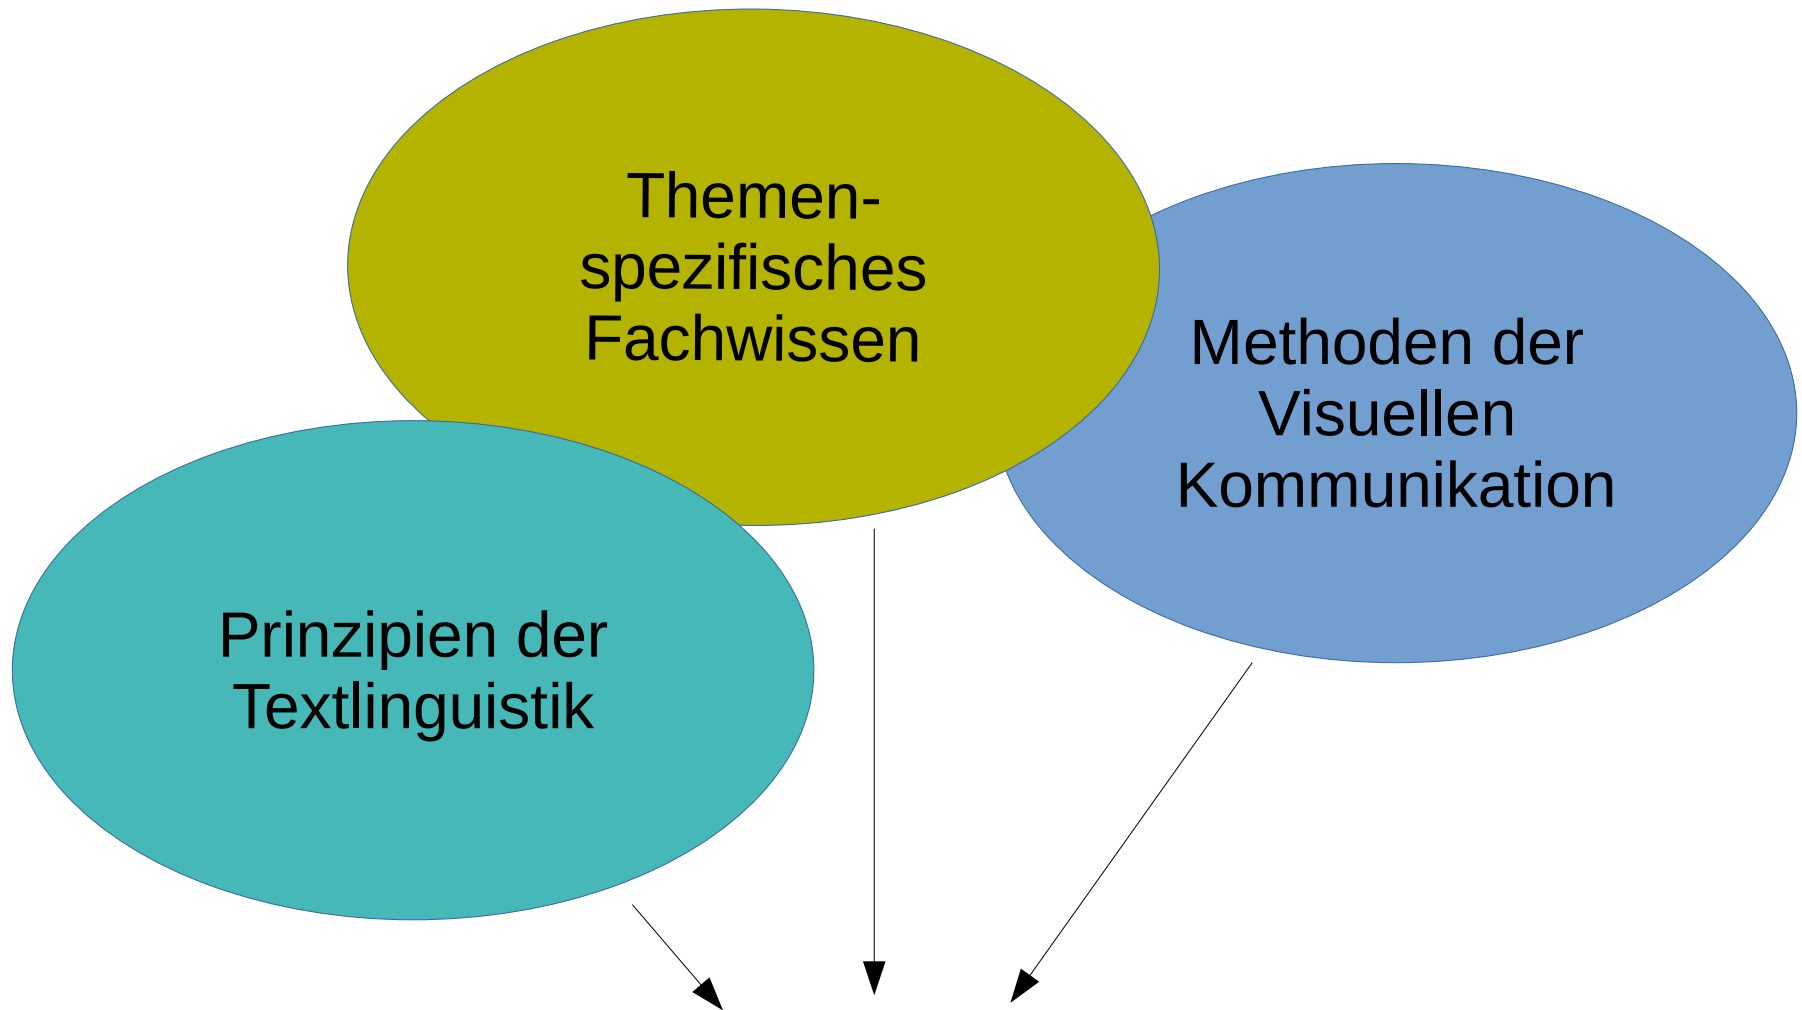 Themen-
spezifisches
Fachwissen
Methoden der
Visuellen
Kommunikation
Prinzipien der
Textlinguistik